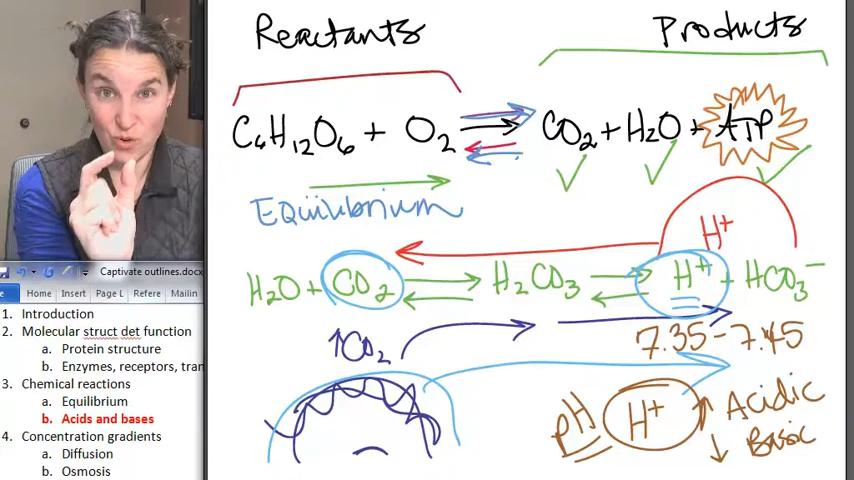 Reactants Products
C₆H₁₂O₆ + O₂ CO₂ + H₂O + ATP
Equilibrium
H⁺
H₂O + CO₂ H₂CO₃ H⁺ + HCO₃⁻
↑CO₂ 7.35-7.45
pH H⁺ ↑ Acidic
↓ Basic
Captivate outlines.docx
Home Insert Page L Refere Mailin
1. Introduction
2. Molecular struct det function
a. Protein structure
b. Enzymes, receptors, tran
3. Chemical reactions
a. Equilibrium
b. Acids and bases
4. Concentration gradients
a. Diffusion
b. Osmosis